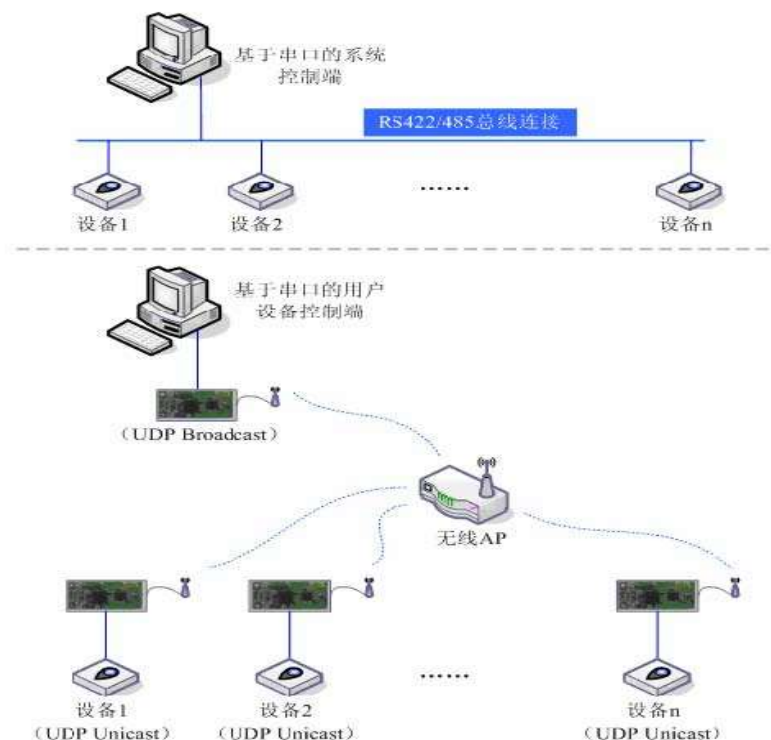 基于串口的系统
控制端
RS422/485总线连接
……
设备1
设备2
设备n
基于串口的用户
设备控制端
（UDP Broadcast）
无线AP
……
设备1
设备2
设备n
（UDP Unicast）
（UDP Unicast）
（UDP Unicast）